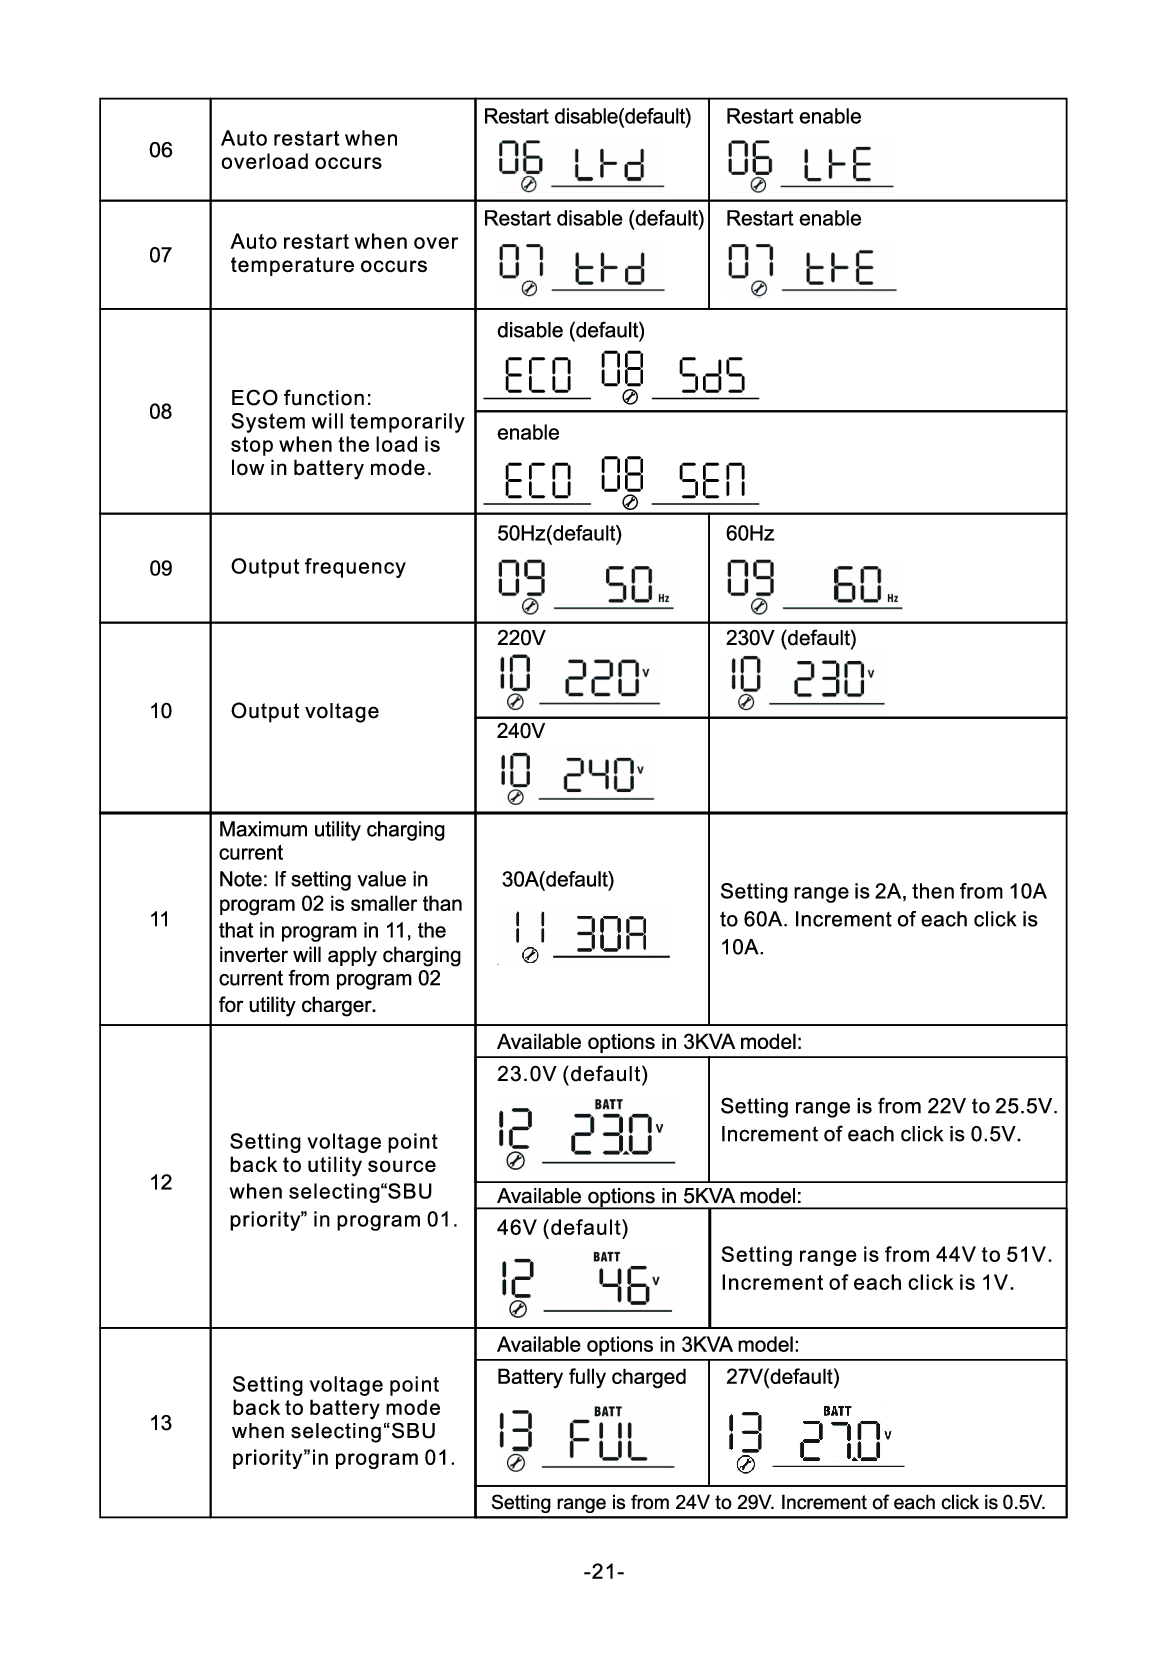 06
Auto restart when
overload occurs
Restart disable(default)
06 Lrd
Restart enable
06 LrE
07
Auto restart when over
temperature occurs
Restart disable (default)
07 trd
Restart enable
07 trE
08
ECO function:
System will temporarily
stop when the load is
low in battery mode.
disable (default)
ECO 08 SdS
enable
ECO 08 SEN
09
Output frequency
50Hz(default)
09 50 Hz
60Hz
09 60 Hz
10
Output voltage
220V
10 220 v
230V (default)
10 230 v
240V
10 240 v
11
Maximum utility charging
current
Note: If setting value in
program 02 is smaller than
that in program in 11, the
inverter will apply charging
current from program 02
for utility charger.
30A(default)
11 30A
Setting range is 2A, then from 10A
to 60A. Increment of each click is
10A.
12
Setting voltage point
back to utility source
when selecting“SBU
priority” in program 01.
Available options in 3KVA model:
23.0V (default)
BATT
12 23.0 v
Setting range is from 22V to 25.5V.
Increment of each click is 0.5V.
Available options in 5KVA model:
46V (default)
BATT
12 46 v
Setting range is from 44V to 51V.
Increment of each click is 1V.
13
Setting voltage point
back to battery mode
when selecting“SBU
priority”in program 01.
Available options in 3KVA model:
Battery fully charged
BATT
13 FUL
27V(default)
BATT
13 27.0 v
Setting range is from 24V to 29V. Increment of each click is 0.5V.
-21-